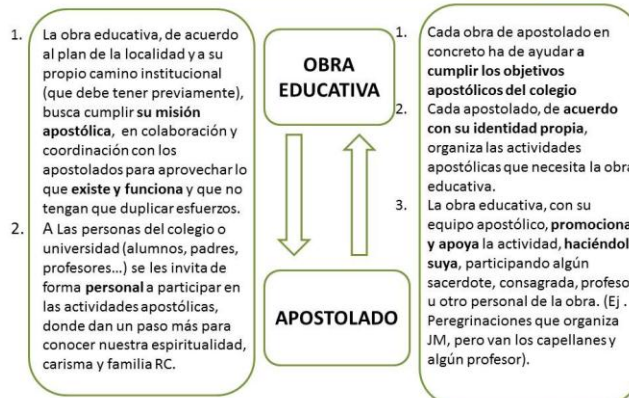 1. La obra educativa, de acuerdo
al plan de la localidad y a su
propio camino institucional
(que debe tener previamente),
busca cumplir su misión
apostólica, en colaboración y
coordinación con los
apostolados para aprovechar lo
que existe y funciona y que no
tengan que duplicar esfuerzos.
2. A Las personas del colegio o
universidad (alumnos, padres,
profesores...) se les invita de
forma personal a participar en
las actividades apostólicas,
donde dan un paso más para
conocer nuestra espiritualidad,
carisma y familia RC.
OBRA
EDUCATIVA
APOSTOLADO
1. Cada obra de apostolado en
concreto ha de ayudar a
cumplir los objetivos
apostólicos del colegio
2. Cada apostolado, de acuerdo
con su identidad propia,
organiza las actividades
apostólicas que necesita la obra
educativa.
3. La obra educativa, con su
equipo apostólico, promociona
y apoya la actividad, haciéndol
suya, participando algún
sacerdote, consagrada, profeso
u otro personal de la obra. (Ej .
Peregrinaciones que organiza
JM, pero van los capellanes y
algún profesor).